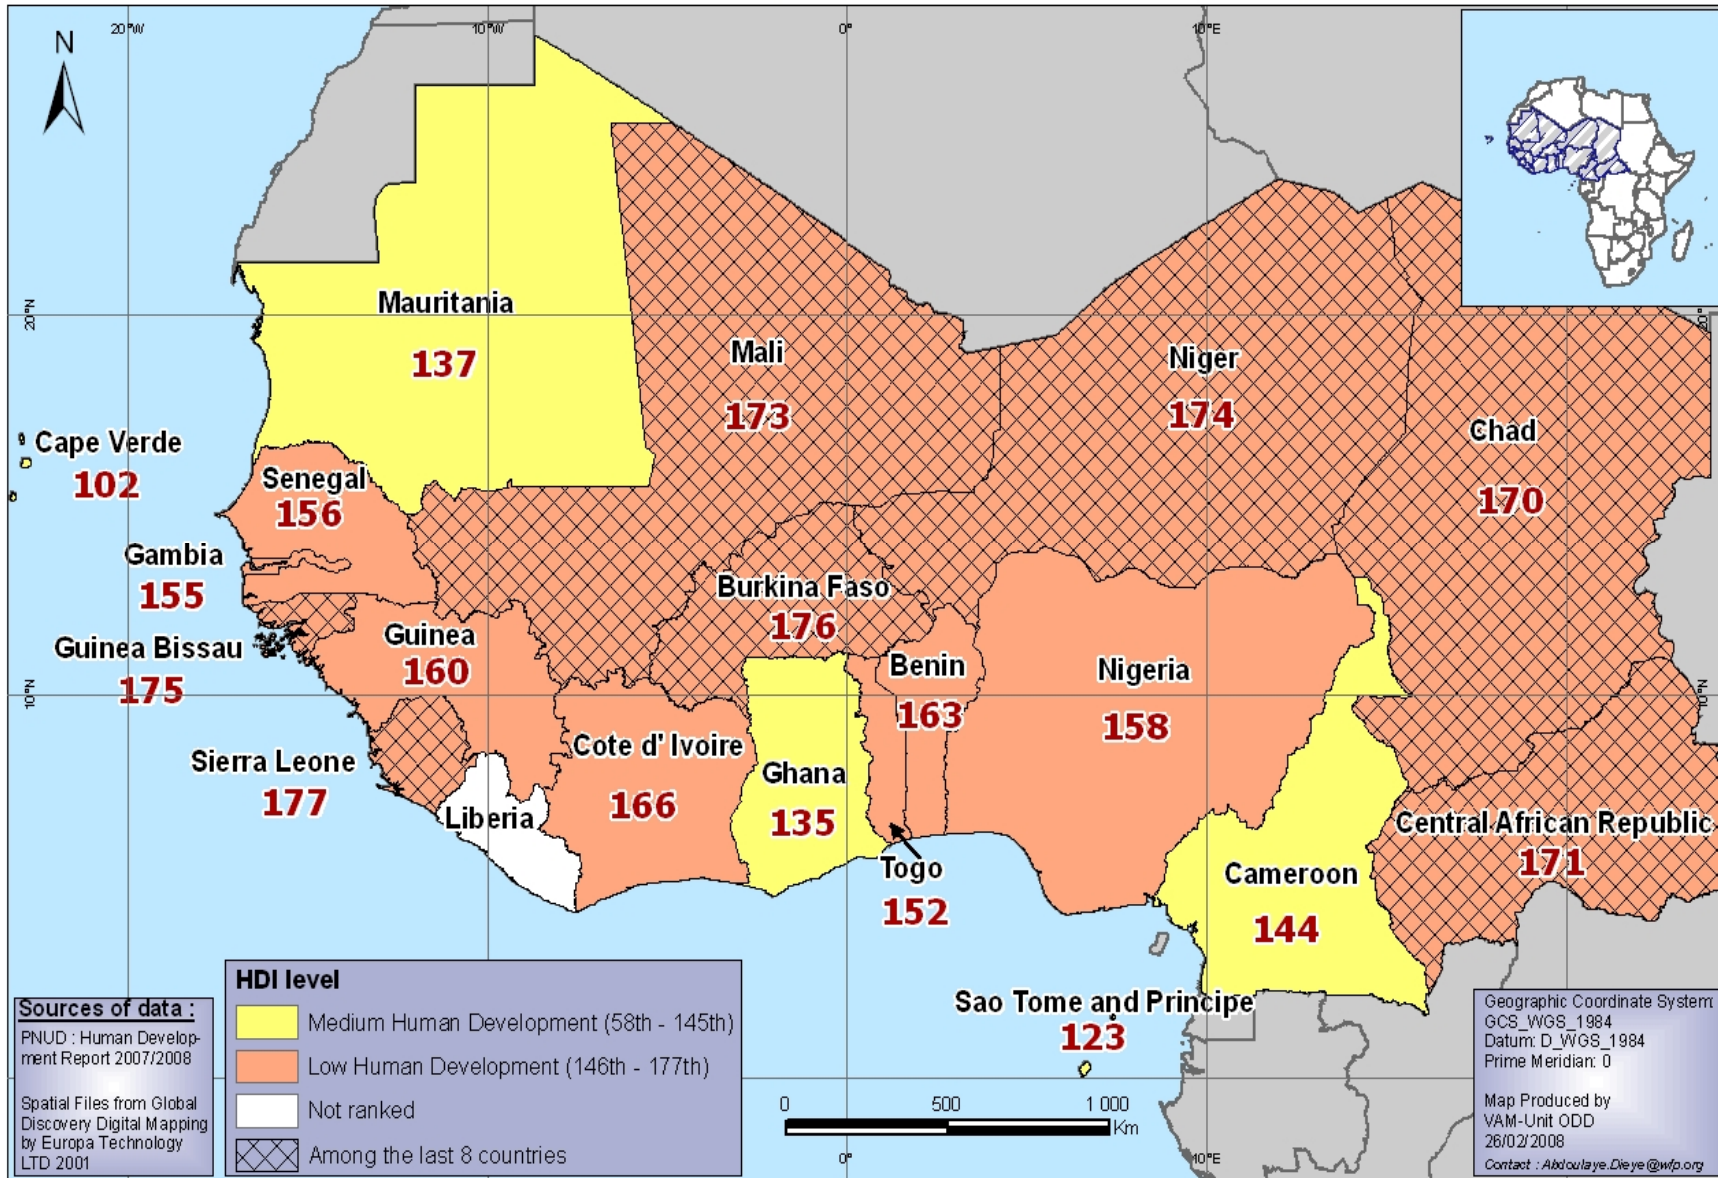 20°W
10°W
0°
10°E
N
20°N
20°
Mauritania
137
Mali
173
Niger
174
Chad
170
Cape Verde
102
Senegal
156
Gambia
155
Burkina Faso
176
Guinea Bissau
175
Guinea
160
Benin
163
Nigeria
158
10°N
10°N
Sierra Leone
177
Liberia
Cote d' Ivoire
166
Ghana
135
Togo
152
Cameroon
144
Central African Republic
171
Sao Tome and Principe
123
Sources of data :
PNUD : Human Develop-
ment Report 2007/2008
Spatial Files from Global
Discovery Digital Mapping
by Europa Technology
LTD 2001
HDI level
Medium Human Development (58th - 145th)
Low Human Development (146th - 177th)
Not ranked
Among the last 8 countries
0
500
1 000
Km
0°
10°E
Geographic Coordinate System:
GCS_WGS_1984
Datum: D_WGS_1984
Prime Meridian: 0
Map Produced by
VAM-Unit ODD
26/02/2008
Contact : Abdoulaye.Dieye@wfp.org